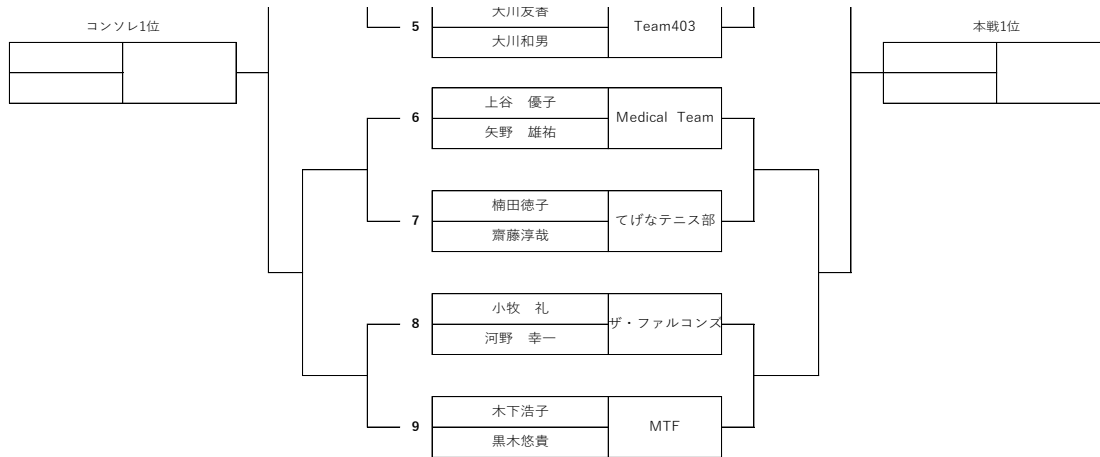 コンソレ1位
本戦1位
5
大川友香
大川和男
Team403
6
上谷　優子
矢野　雄祐
Medical Team
7
楠田徳子
齋藤淳哉
てげなテニス部
8
小牧　礼
河野　幸一
ザ・ファルコンズ
9
木下浩子
黒木悠貴
MTF